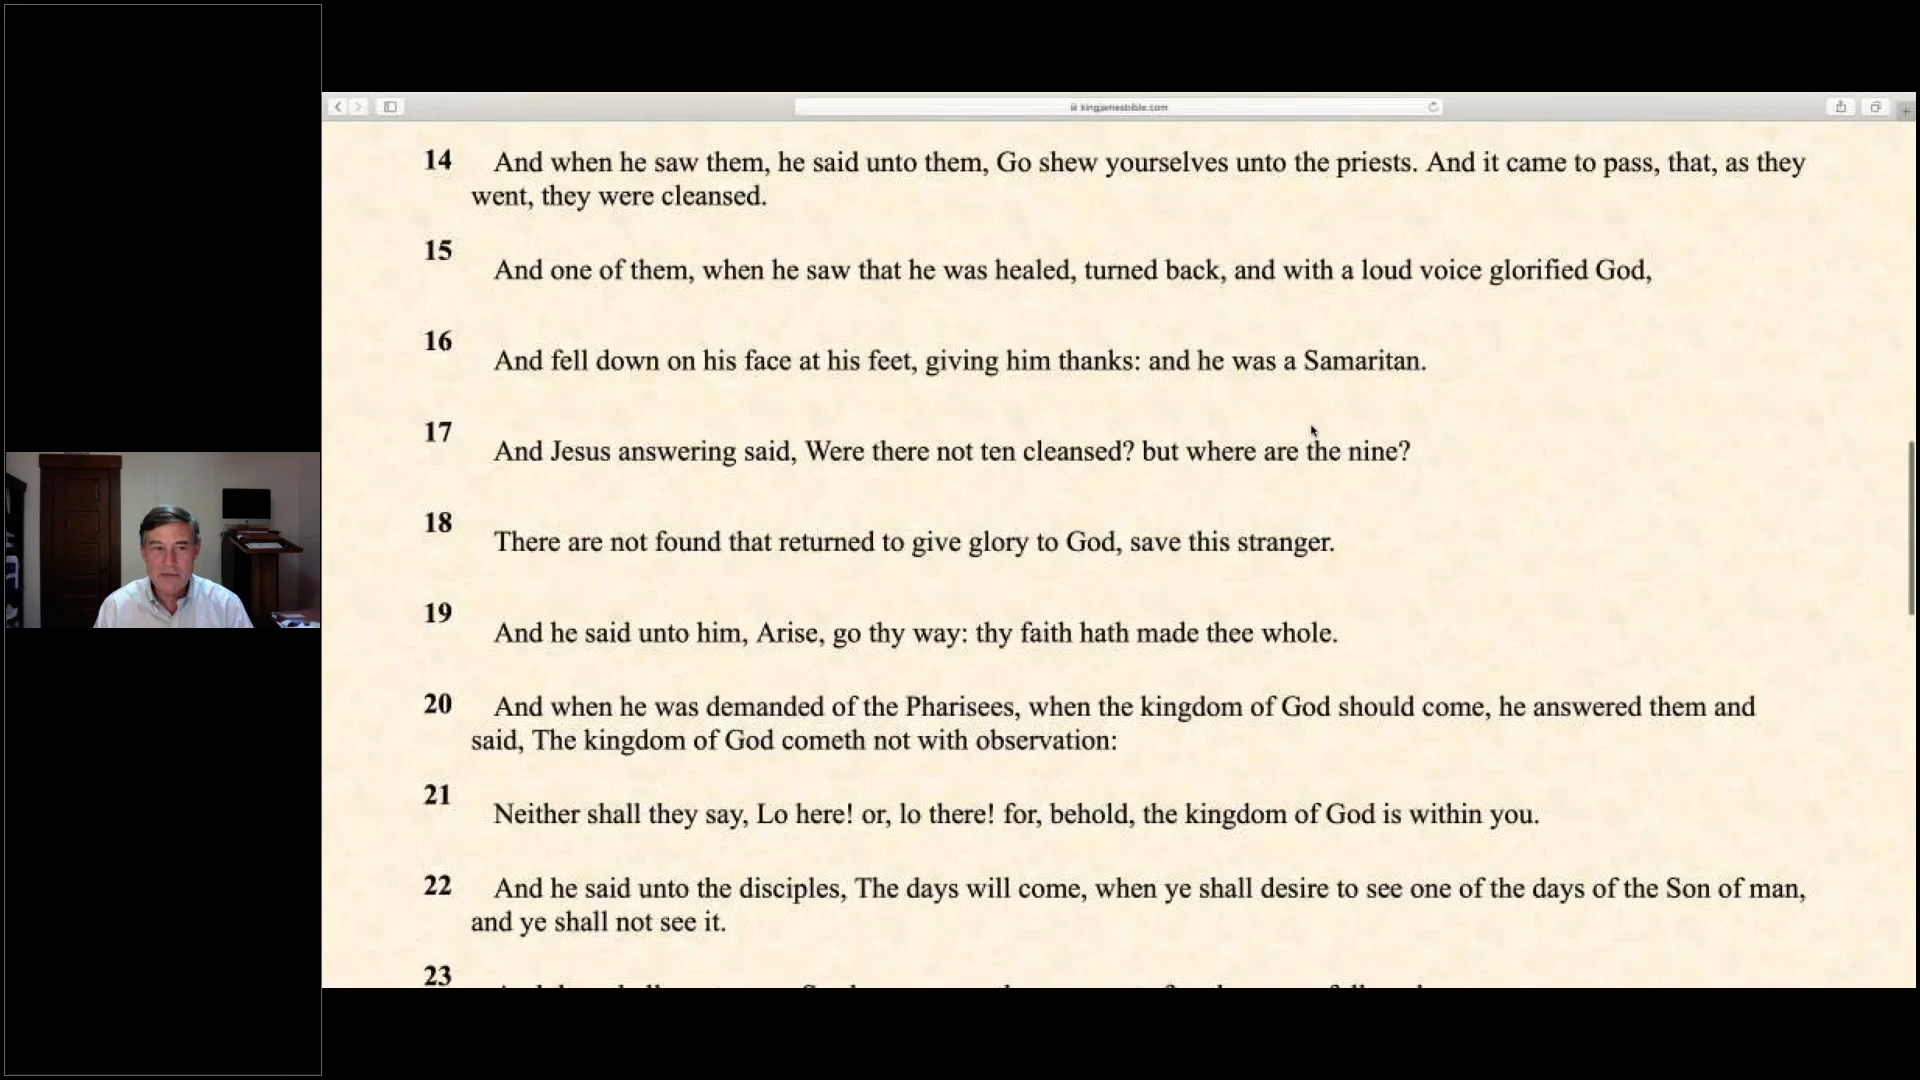 kingjamesbible.com
14 And when he saw them, he said unto them, Go shew yourselves unto the priests. And it came to pass, that, as they
went, they were cleansed.
15
And one of them, when he saw that he was healed, turned back, and with a loud voice glorified God,
16
And fell down on his face at his feet, giving him thanks: and he was a Samaritan.
17
And Jesus answering said, Were there not ten cleansed? but where are the nine?
18
There are not found that returned to give glory to God, save this stranger.
19
And he said unto him, Arise, go thy way: thy faith hath made thee whole.
20 And when he was demanded of the Pharisees, when the kingdom of God should come, he answered them and
said, The kingdom of God cometh not with observation:
21
Neither shall they say, Lo here! or, lo there! for, behold, the kingdom of God is within you.
22 And he said unto the disciples, The days will come, when ye shall desire to see one of the days of the Son of man,
and ye shall not see it.
23